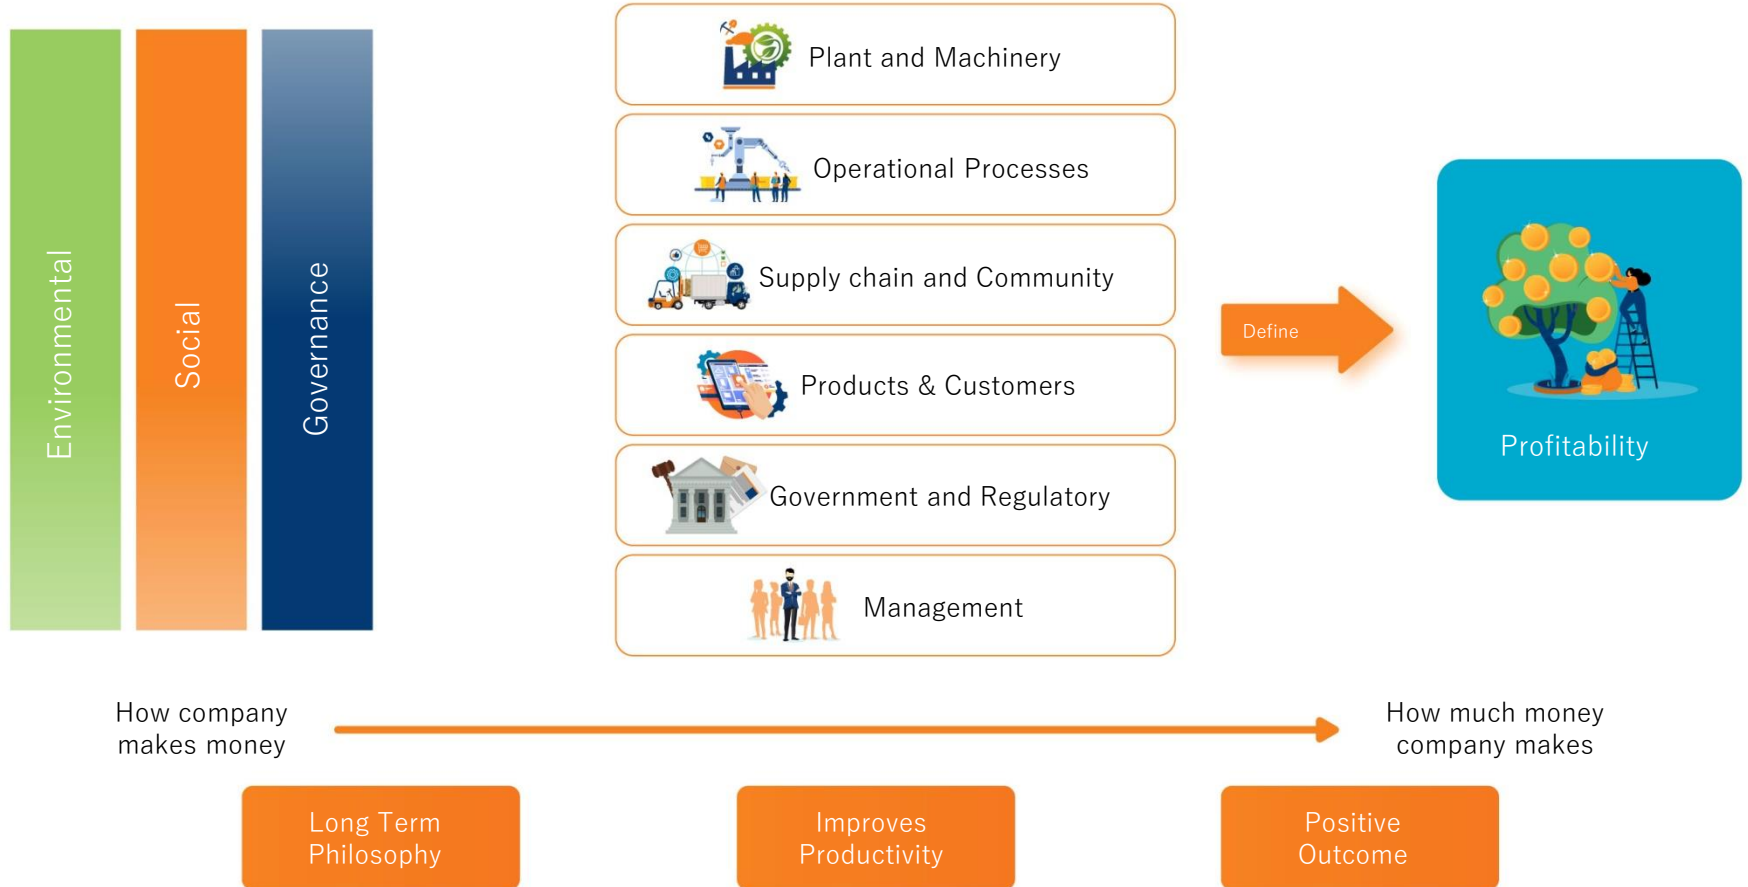 Environmental
Social
Governance
Plant and Machinery
Operational Processes
Supply chain and Community
Products & Customers
Government and Regulatory
Management
Define
Profitability
How company
makes money
How much money
company makes
Long Term
Philosophy
Improves
Productivity
Positive
Outcome